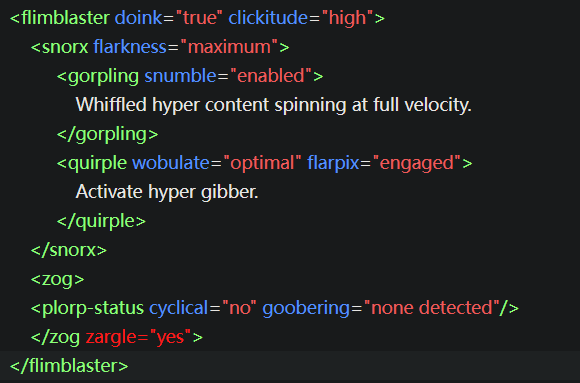 <flimblaster doink="true" clickitude="high">
<snorx flarkness="maximum">
<gorpling snumble="enabled">
Whiffled hyper content spinning at full velocity.
</gorpling>
<quirple wobulate="optimal" flarpix="engaged">
Activate hyper gibber.
</quirple>
</snorx>
<zog>
<plorp-status cyclical="no" goobering="none detected"/>
</zog zargle="yes">
</flimblaster>